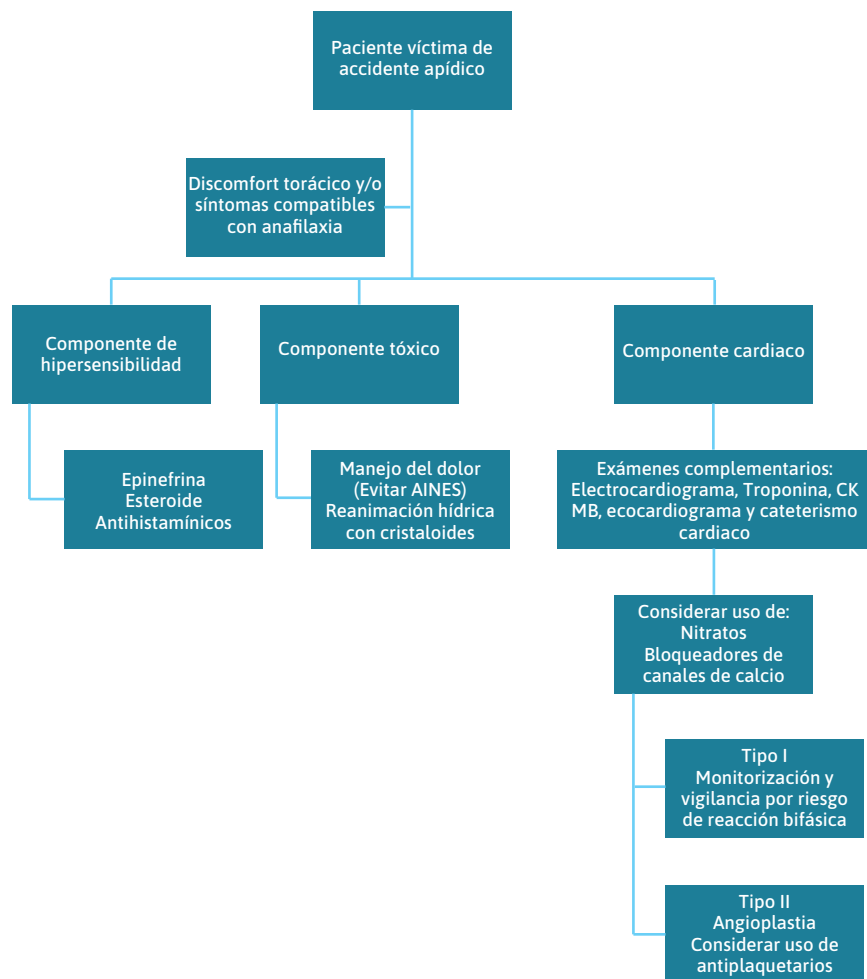 Paciente víctima de
accidente apídico
Discomfort torácico y/o
síntomas compatibles
con anafilaxia
Componente de
hipersensibilidad
Componente tóxico
Componente cardiaco
Epinefrina
Esteroide
Antihistamínicos
Manejo del dolor
(Evitar AINES)
Reanimación hídrica
con cristaloides
Exámenes complementarios:
Electrocardiograma, Troponina, CK
MB, ecocardiograma y cateterismo
cardiaco
Considerar uso de:
Nitratos
Bloqueadores de
canales de calcio
Tipo I
Monitorización y
vigilancia por riesgo
de reacción bifásica
Tipo II
Angioplastia
Considerar uso de
antiplaquetarios